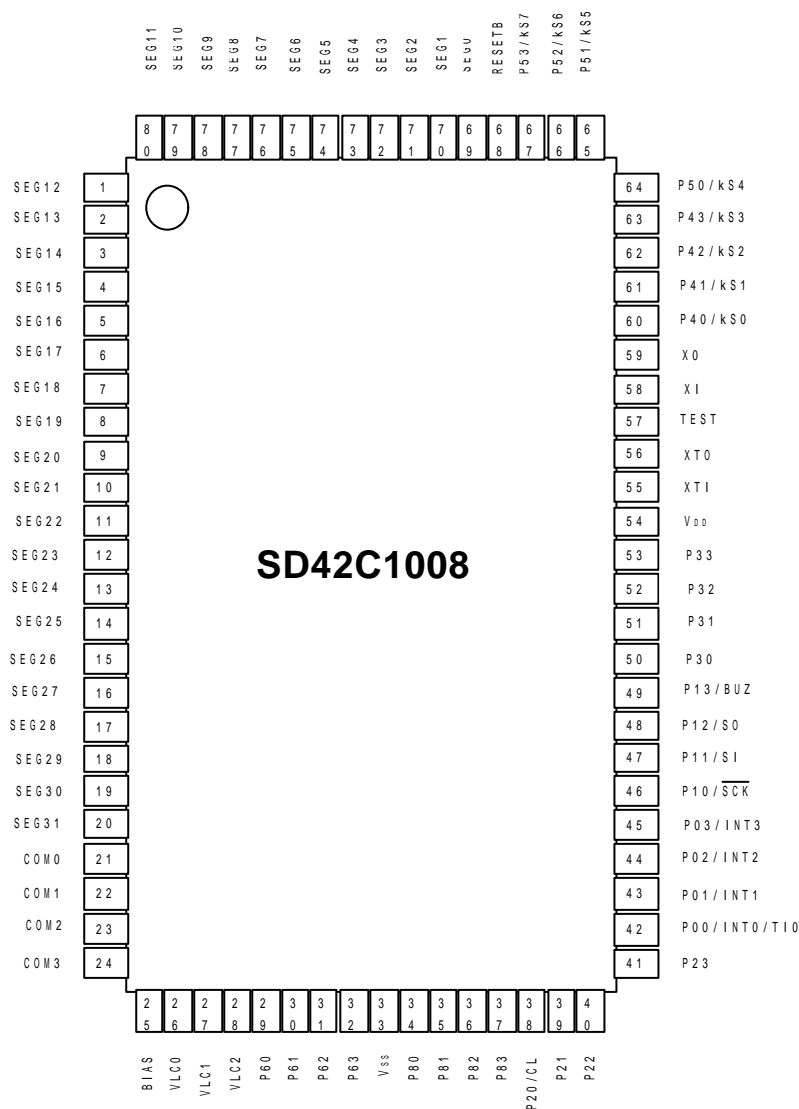 SEG11 SEG10 SEG9 SEG8 SEG7 SEG6 SEG5 SEG4 SEG3 SEG2 SEG1 SEG0 RESETB P53/kS7 P52/kS6 P51/kS5
80 79 78 77 76 75 74 73 72 71 70 69 68 67 66 65
SEG12 1 64 P50/kS4
SEG13 2 63 P43/kS3
SEG14 3 62 P42/kS2
SEG15 4 61 P41/kS1
SEG16 5 60 P40/kS0
SEG17 6 59 XO
SEG18 7 58 XI
SEG19 8 57 TEST
SEG20 9 56 XTO
SEG21 10 55 XTI
SEG22 11 54 VDD
SEG23 12 53 P33
SD42C1008
SEG24 13 52 P32
SEG25 14 51 P31
SEG26 15 50 P30
SEG27 16 49 P13/BUZ
SEG28 17 48 P12/SO
SEG29 18 47 P11/SI
SEG30 19 46 P10/SCK
SEG31 20 45 P03/INT3
COM0 21 44 P02/INT2
COM1 22 43 P01/INT1
COM2 23 42 P00/INT0/TI0
COM3 24 41 P23
25 26 27 28 29 30 31 32 33 34 35 36 37 38 39 40
BIAS VLC0 VLC1 VLC2 P60 P61 P62 P63 Vss P80 P81 P82 P83 P20/CL P21 P22